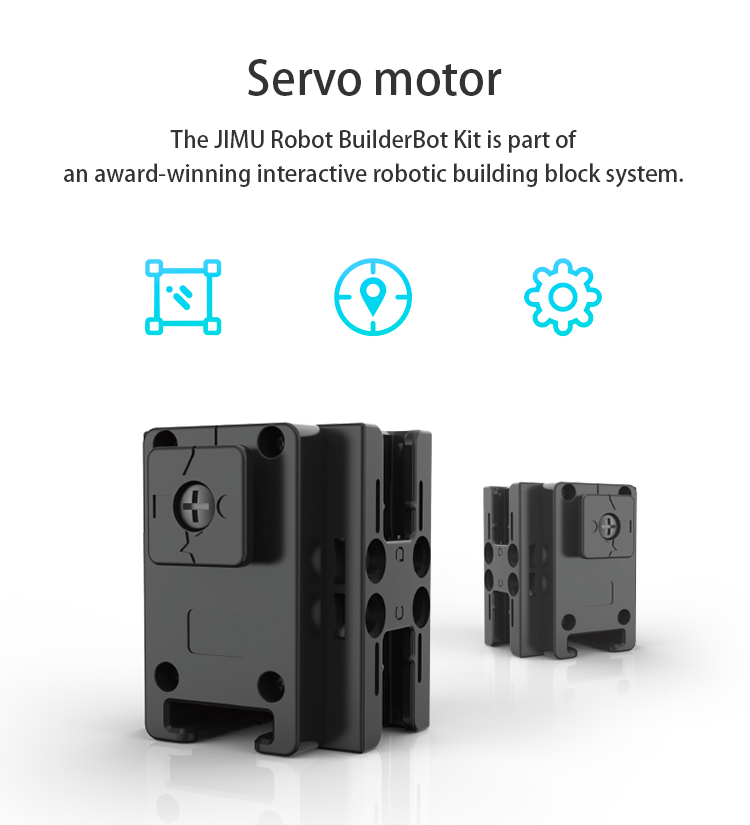 Servo motor
The JIMU Robot BuilderBot Kit is part of
an award-winning interactive robotic building block system.